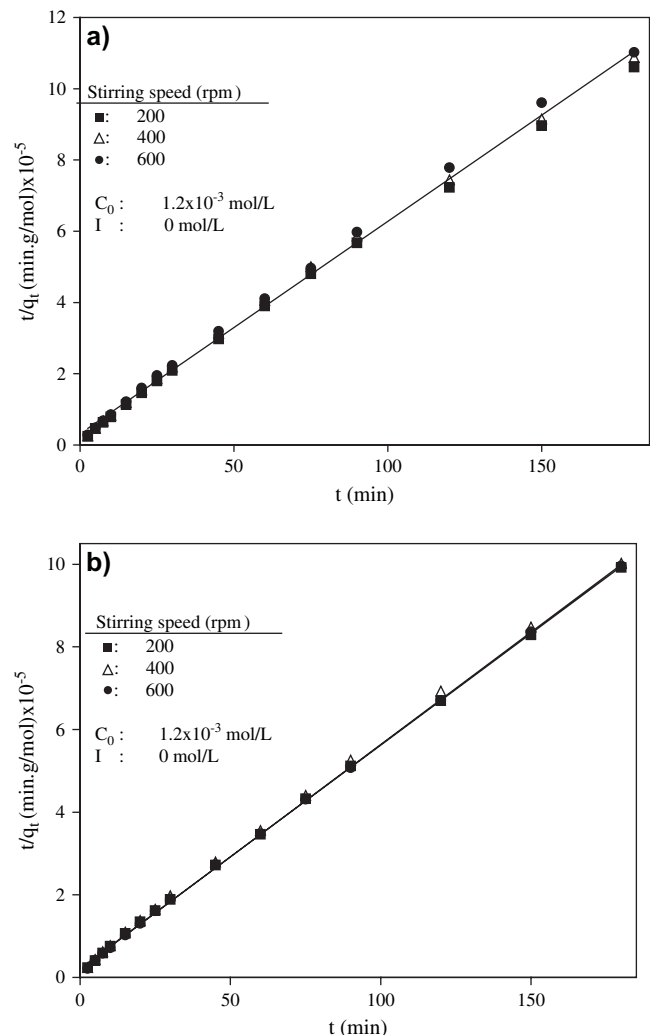 a)
12
10
8
6
4
2
0
t/qₜ (min.g/mol)x10⁻⁵
Stirring speed (rpm)
■: 200
△: 400
●: 600
C₀ : 1.2x10⁻³ mol/L
I : 0 mol/L
0 50 100 150
t (min)
b)
10
8
6
4
2
0
t/qₜ (min.g/mol)x10⁻⁵
Stirring speed (rpm)
■: 200
△: 400
●: 600
C₀ : 1.2x10⁻³ mol/L
I : 0 mol/L
0 50 100 150
t (min)